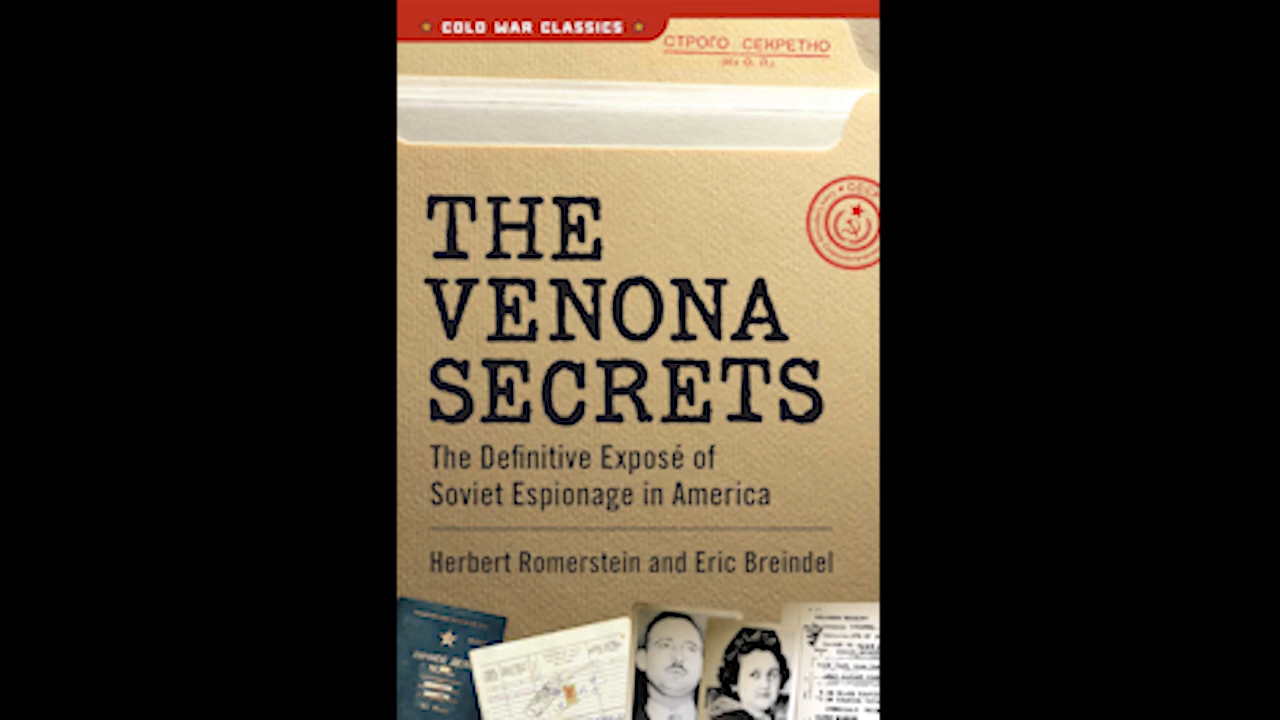 COLD WAR CLASSICS
СТРОГО СЕКРЕТНО
THE
VENONA
SECRETS
The Definitive Exposé of
Soviet Espionage in America
Herbert Romerstein and Eric Breindel